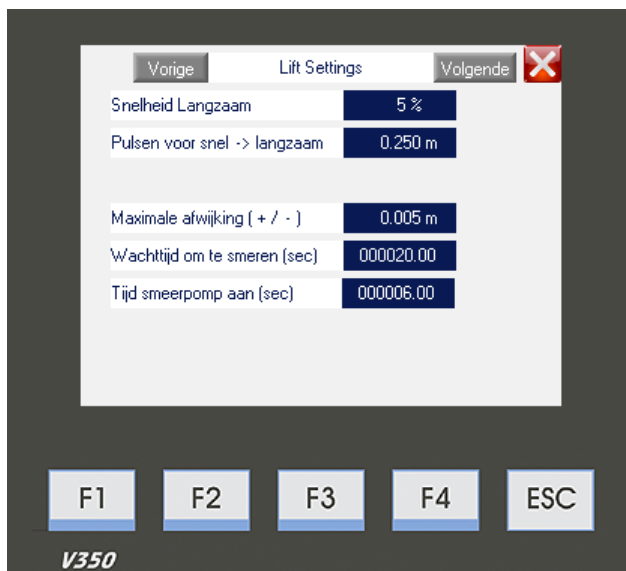 Vorige Lift Settings Volgende
Snelheid Langzaam 5 %
Pulsen voor snel -> langzaam 0.250 m
Maximale afwijking ( + / - ) 0.005 m
Wachttijd om te smeren (sec) 000020.00
Tijd smeerpomp aan (sec) 000006.00
F1 F2 F3 F4 ESC
V350